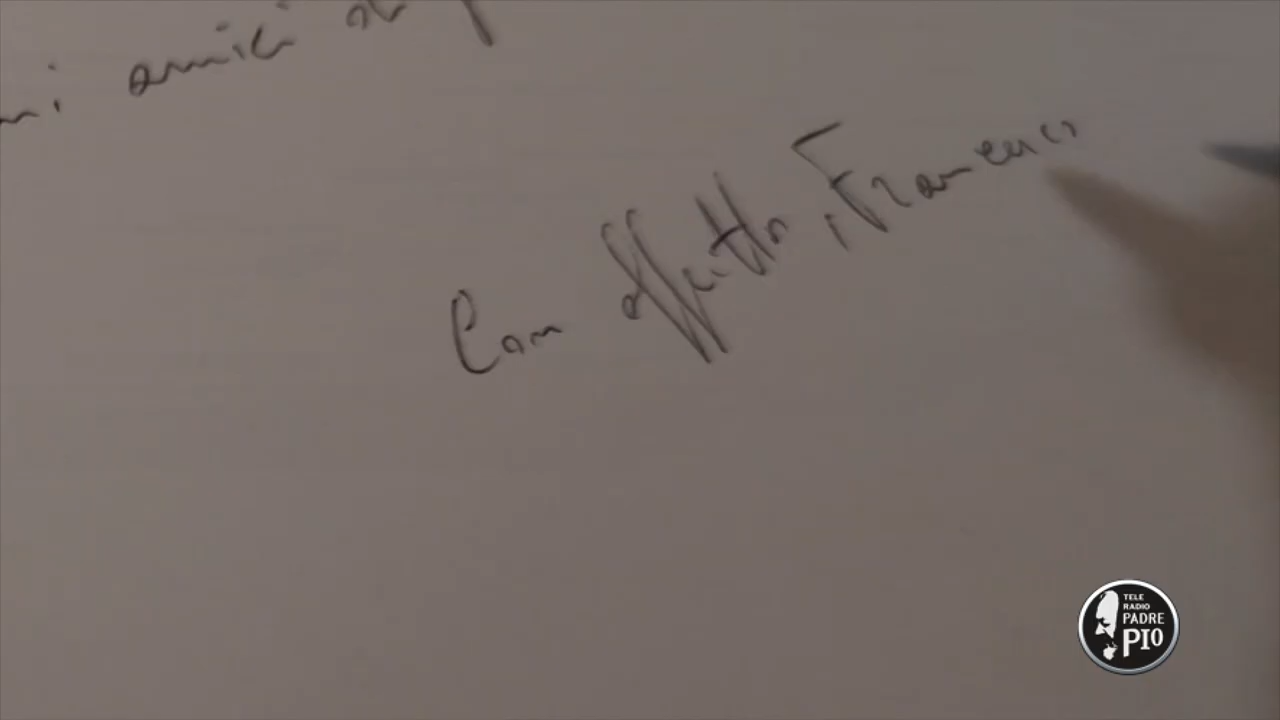 amici
Con affetto, Francesco
TELE
RADIO
PADRE
PIO